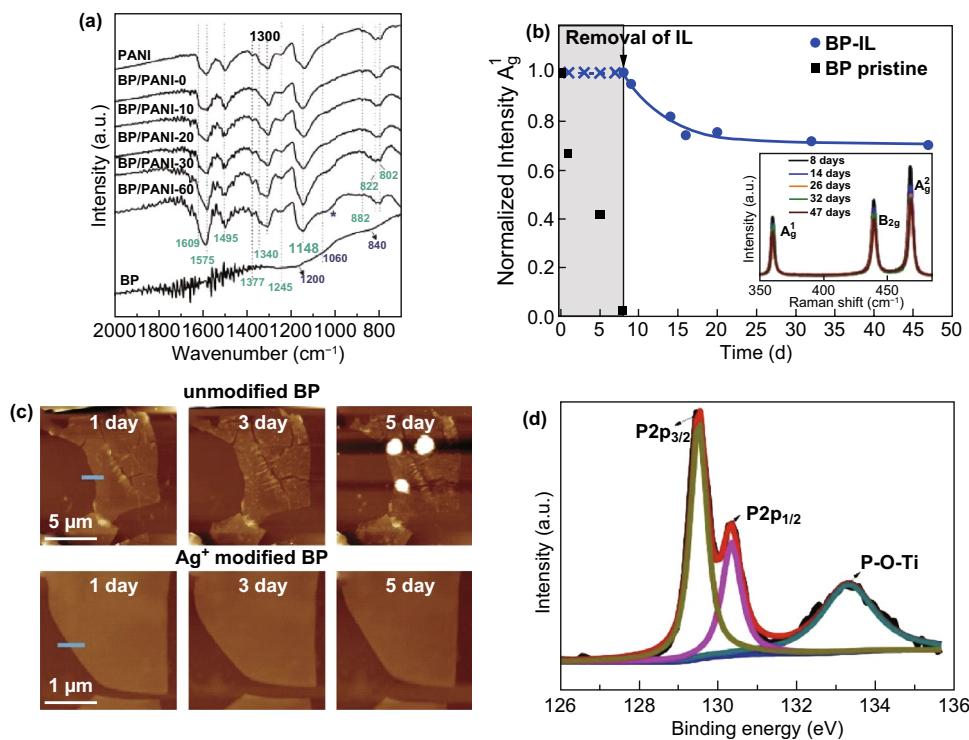 (a)
1300
PANI
BP/PANI-0
BP/PANI-10
BP/PANI-20
BP/PANI-30
BP/PANI-60
802
822
882
*
1609
1495
1148
1575
1340
1060
840
BP
1377
1245
1200
Intensity (a.u.)
2000 1800 1600 1400 1200 1000 800
Wavenumber (cm⁻¹)
(b)
Removal of IL
BP-IL
BP pristine
Normalized Intensity A¹g
1.0
0.8
0.6
0.4
0.2
0.0
0 5 10 15 20 25 30 35 40 45 50
Time (d)
8 days
14 days
26 days
32 days
47 days
A¹g
B₂g
A²g
Intensity (a.u.)
350 400 450
Raman shift (cm⁻¹)
(c)
unmodified BP
1 day 3 day 5 day
5 µm
Ag⁺ modified BP
1 day 3 day 5 day
1 µm
(d)
P2p₃/₂
P2p₁/₂
P-O-Ti
Intensity (a.u.)
126 128 130 132 134 136
Binding energy (eV)